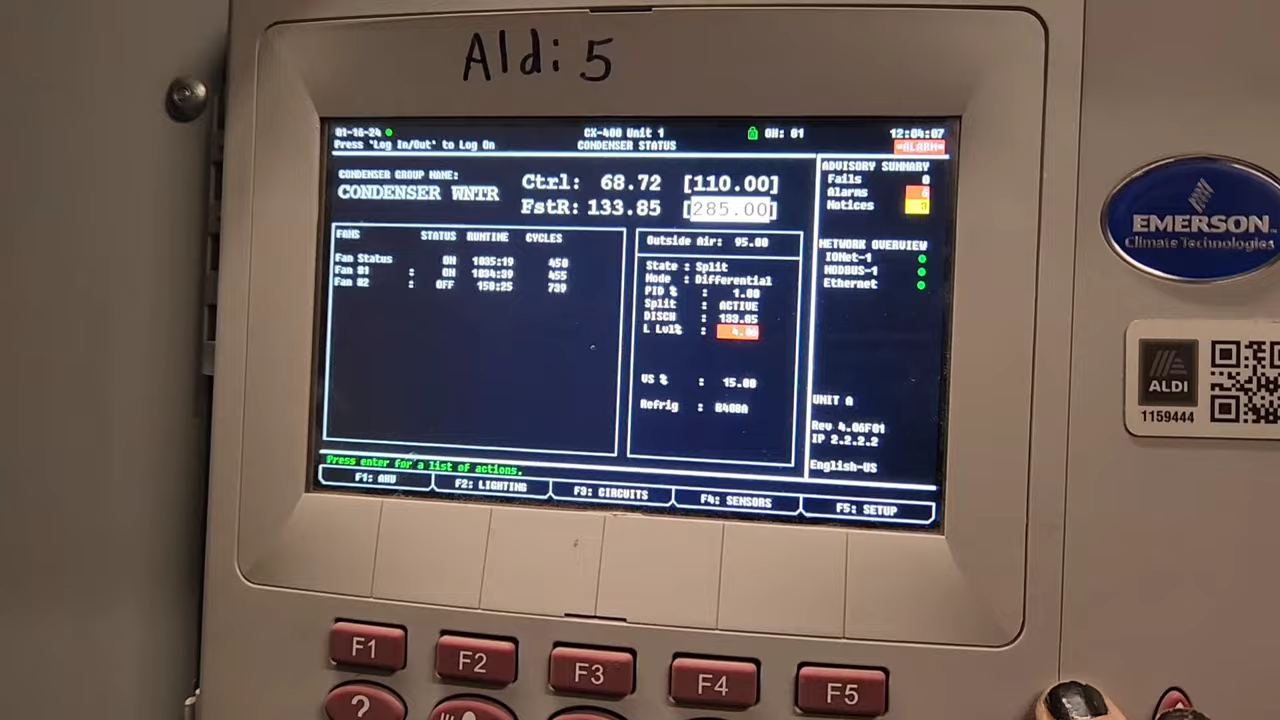 Aldi 5
01-16-24 CX-400 Unit 1 OH: 01 12:04:07
Press 'Log In/Out' to Log On CONDENSER STATUS *ALARM*
CONDENSER GROUP NAME:
CONDENSER WNTR
Ctrl: 68.72 [110.00]
FstR: 133.85 [285.00]
FANS STATUS RUNTIME CYCLES
Fan Status ON 1035:19 450
Fan 01 : ON 1034:39 455
Fan 02 : OFF 150:25 739
Outside Air: 95.00
State : Split
Mode : Differential
PID % : 1.00
Split : ACTIVE
DISCH : 133.85
L Lvl% :
VS % : 15.00
Refrig : R408A
ADVISORY SUMMARY
Fails 0
Alarms 6
Notices 3
NETWORK OVERVIEW
IONet-1
MODBUS-1
Ethernet
UNIT A
Rev 4.06F01
IP 2.2.2.2
English-US
Press enter for a list of actions.
F1: AHU F2: LIGHTING F3: CIRCUITS F4: SENSORS F5: SETUP
EMERSON
Climate Technologies
ALDI
1159444
F1 F2 F3 F4 F5
?